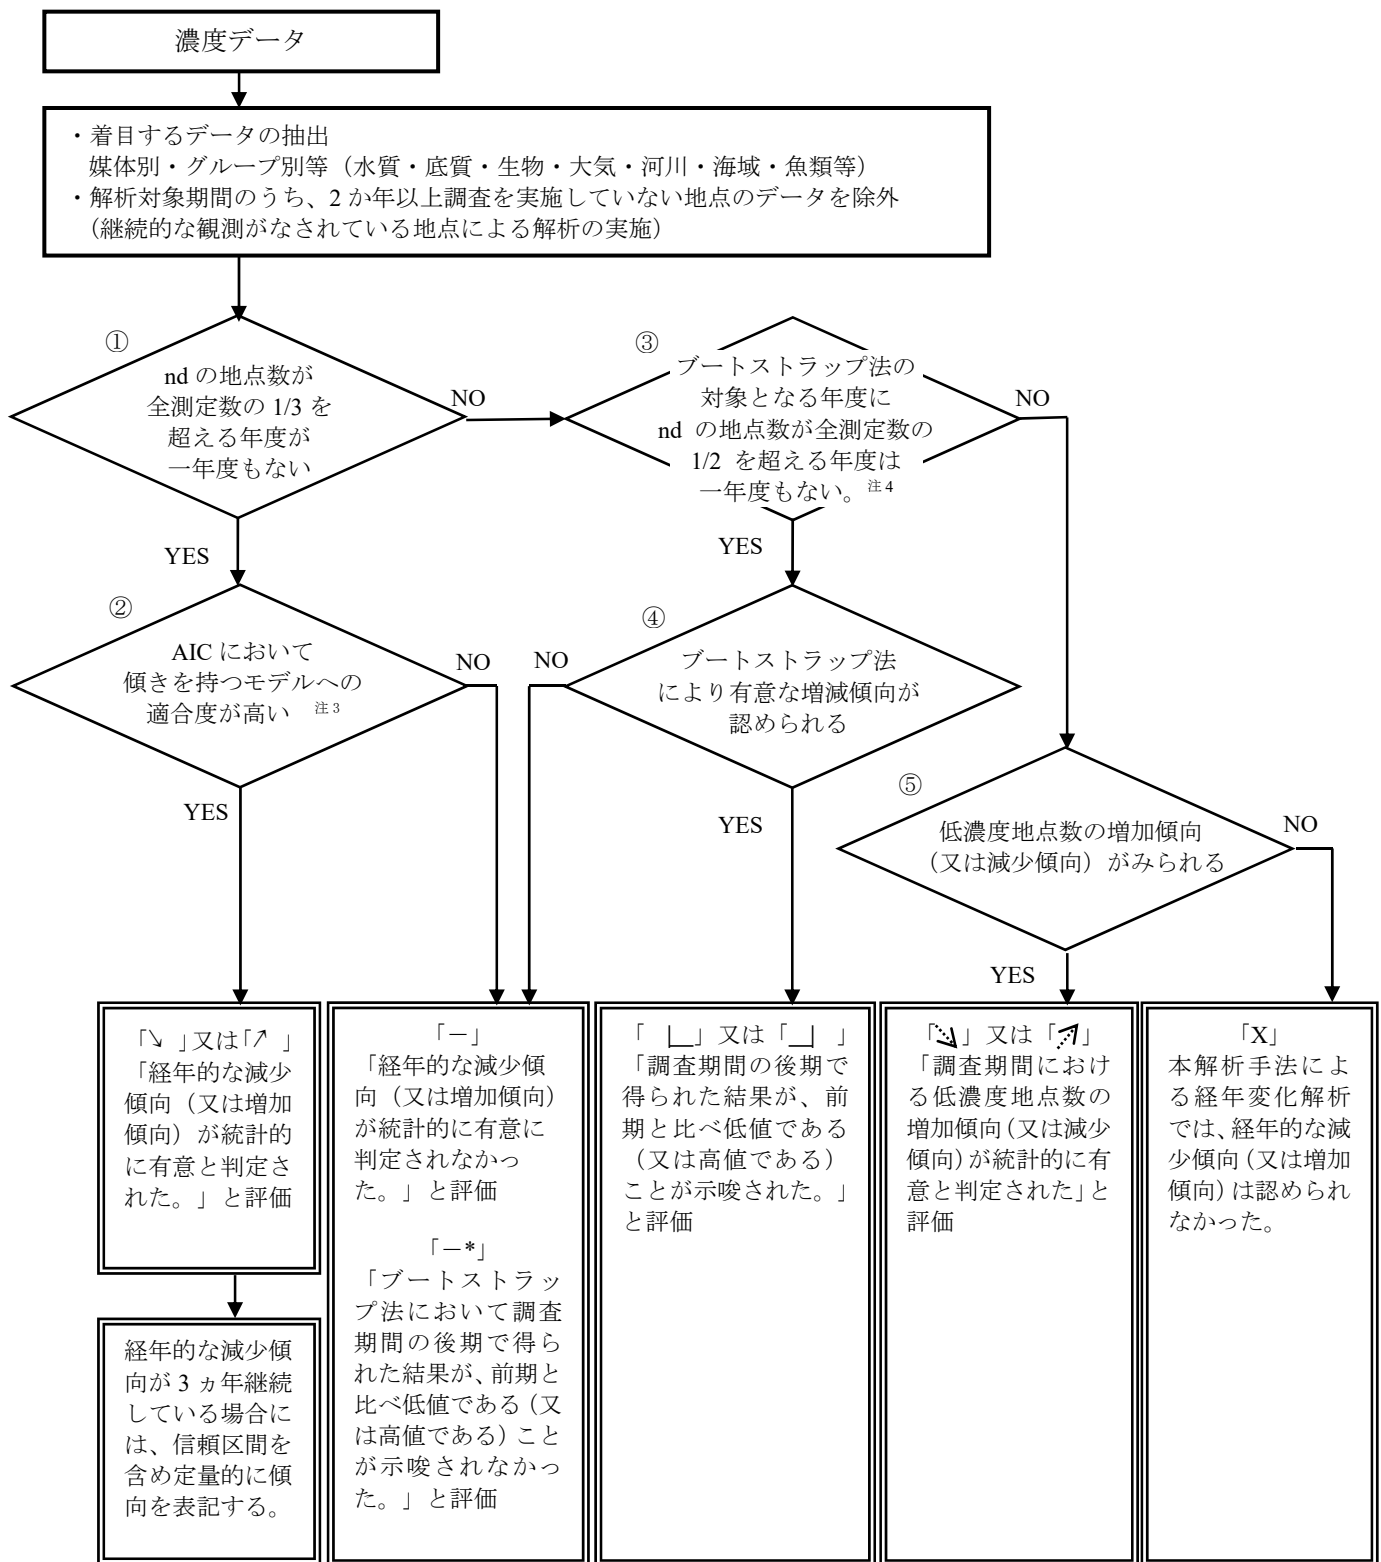 濃度データ
・着目するデータの抽出
媒体別・グループ別等（水質・底質・生物・大気・河川・海域・魚類等）
・解析対象期間のうち、2 か年以上調査を実施していない地点のデータを除外
（継続的な観測がなされている地点による解析の実施）
①
nd の地点数が
全測定数の 1/3 を
超える年度が
一年度もない
NO
③
ブートストラップ法の
対象となる年度に
nd の地点数が全測定数の
1/2 を超える年度は
一年度もない。注4
NO
YES
YES
②
AIC において
傾きを持つモデルへの
適合度が高い 注3
NO
NO
④
ブートストラップ法
により有意な増減傾向が
認められる
YES
YES
⑤
低濃度地点数の増加傾向
（又は減少傾向）がみられる
NO
YES
「↘」又は「↗」
「経年的な減少
傾向（又は増加
傾向）が統計的
に有意と判定さ
れた。」と評価
経年的な減少傾
向が 3 ヵ年継続
している場合に
は、信頼区間を
含め定量的に傾
向を表記する。
「－」
「経年的な減少傾
向（又は増加傾向）
が統計的に有意に
判定されなかっ
た。」と評価
「－*」
「ブートストラッ
プ法において調査
期間の後期で得ら
れた結果が、前期と
比べ低値である（又
は高値である）こと
が示唆されなかっ
た。」と評価
「|＿」又は「＿|」
「調査期間の後期で
得られた結果が、前
期と比べ低値である
（又は高値である）
ことが示唆された。」
と評価
「⇘」又は「⇗」
「調査期間におけ
る低濃度地点数の
増加傾向（又は減少
傾向）が統計的に有
意と判定された」と
評価
「X」
本解析手法によ
る経年変化解析
では、経年的な減
少傾向（又は増加
傾向）は認められ
なかった。